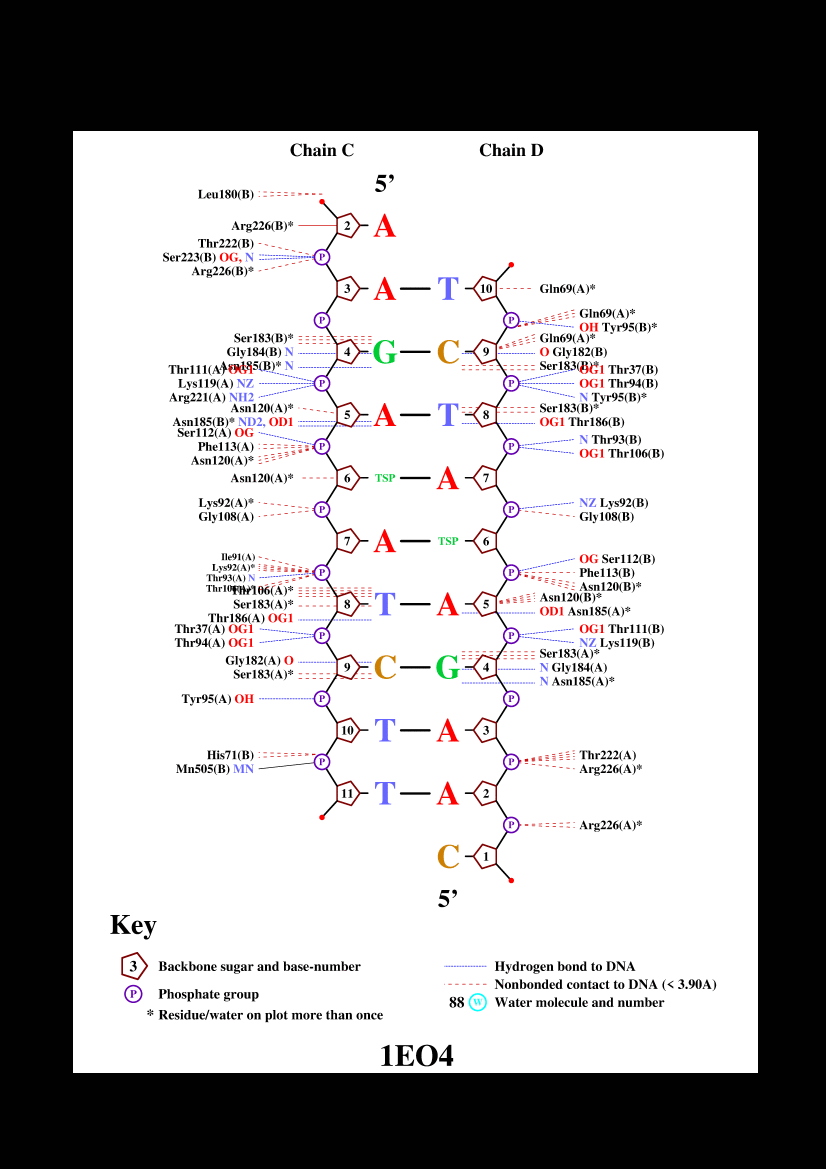 Chain C Chain D
5’
Leu180(B)
Arg226(B)* 2 A
Thr222(B)
Ser223(B) OG, N P
Arg226(B)*
3 A T 10 Gln69(A)*
Gln69(A)*
P P OH Tyr95(B)*
Ser183(B)* Gln69(A)*
Gly184(B) N 4 G C 9 O Gly182(B)
Asn185(B)* N Ser183(B)*
Thr111(A) OG1 OG1 Thr37(B)
Lys119(A) NZ P P OG1 Thr94(B)
Arg221(A) NH2 N Tyr95(B)*
Asn120(A)* 5 A T 8 Ser183(B)*
Asn185(B)* ND2, OD1 OG1 Thr186(B)
Ser112(A) OG N Thr93(B)
Phe113(A) P P OG1 Thr106(B)
Asn120(A)*
Asn120(A)* 6 TSP A 7
Lys92(A)* P P NZ Lys92(B)
Gly108(A) Gly108(B)
7 A TSP 6
Ile91(A) OG Ser112(B)
Lys92(A)* P P Phe113(B)
Thr93(A) N Asn120(B)*
Thr106(A)*
Thr106(A)* Asn120(B)*
Ser183(A)* 8 T A 5 OD1 Asn185(A)*
Thr186(A) OG1
Thr37(A) OG1 P P OG1 Thr111(B)
Thr94(A) OG1 NZ Lys119(B)
Ser183(A)*
Gly182(A) O 9 C G 4 N Gly184(A)
Ser183(A)* N Asn185(A)*
Tyr95(A) OH P P
10 T A 3
His71(B) P P Thr222(A)
Mn505(B) MN Arg226(A)*
11 T A 2
P Arg226(A)*
C 1
5’
Key
3 Backbone sugar and base-number
P Phosphate group
* Residue/water on plot more than once
Hydrogen bond to DNA
Nonbonded contact to DNA (< 3.90A)
88 W Water molecule and number
1EO4